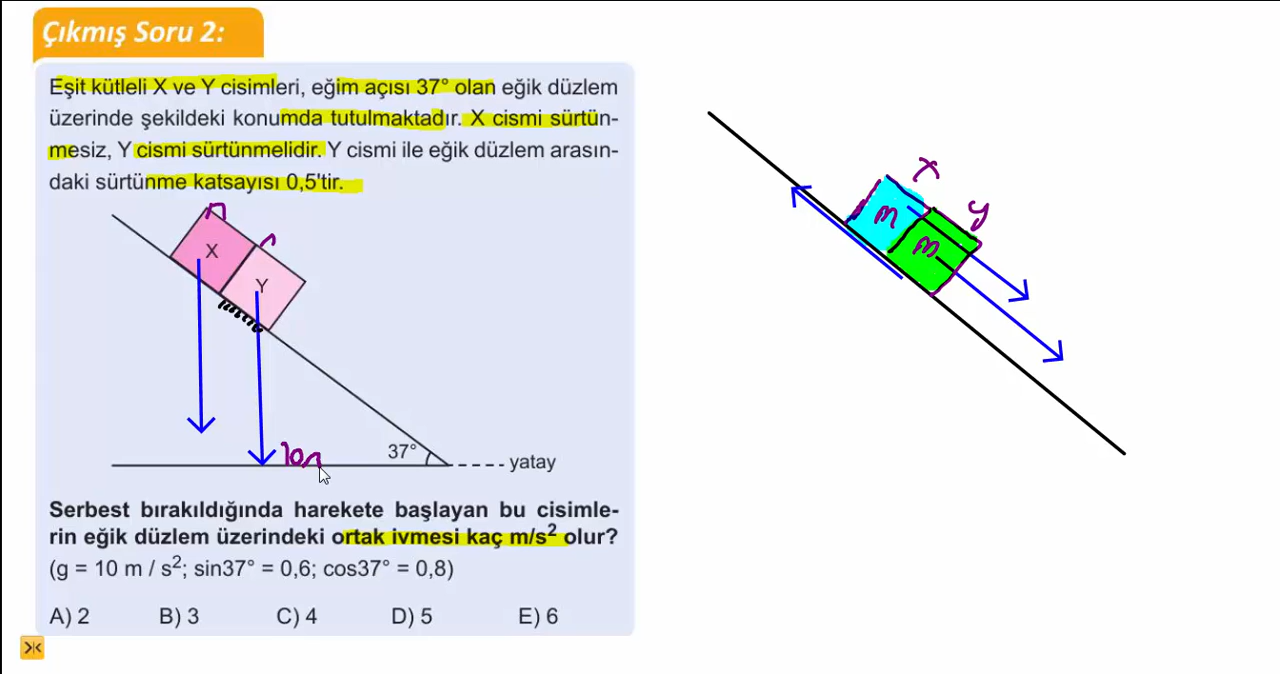 Çıkmış Soru 2:
Eşit kütleli X ve Y cisimleri, eğim açısı 37° olan eğik düzlem
üzerinde şekildeki konumda tutulmaktadır. X cismi sürtün-
mesiz, Y cismi sürtünmelidir. Y cismi ile eğik düzlem arasın-
daki sürtünme katsayısı 0,5'tir.
X
Y
37°
yatay
X
y
m
m
Serbest bırakıldığında harekete başlayan bu cisimle-
rin eğik düzlem üzerindeki ortak ivmesi kaç m/s² olur?
(g = 10 m / s²; sin37° = 0,6; cos37° = 0,8)
A) 2 B) 3 C) 4 D) 5 E) 6